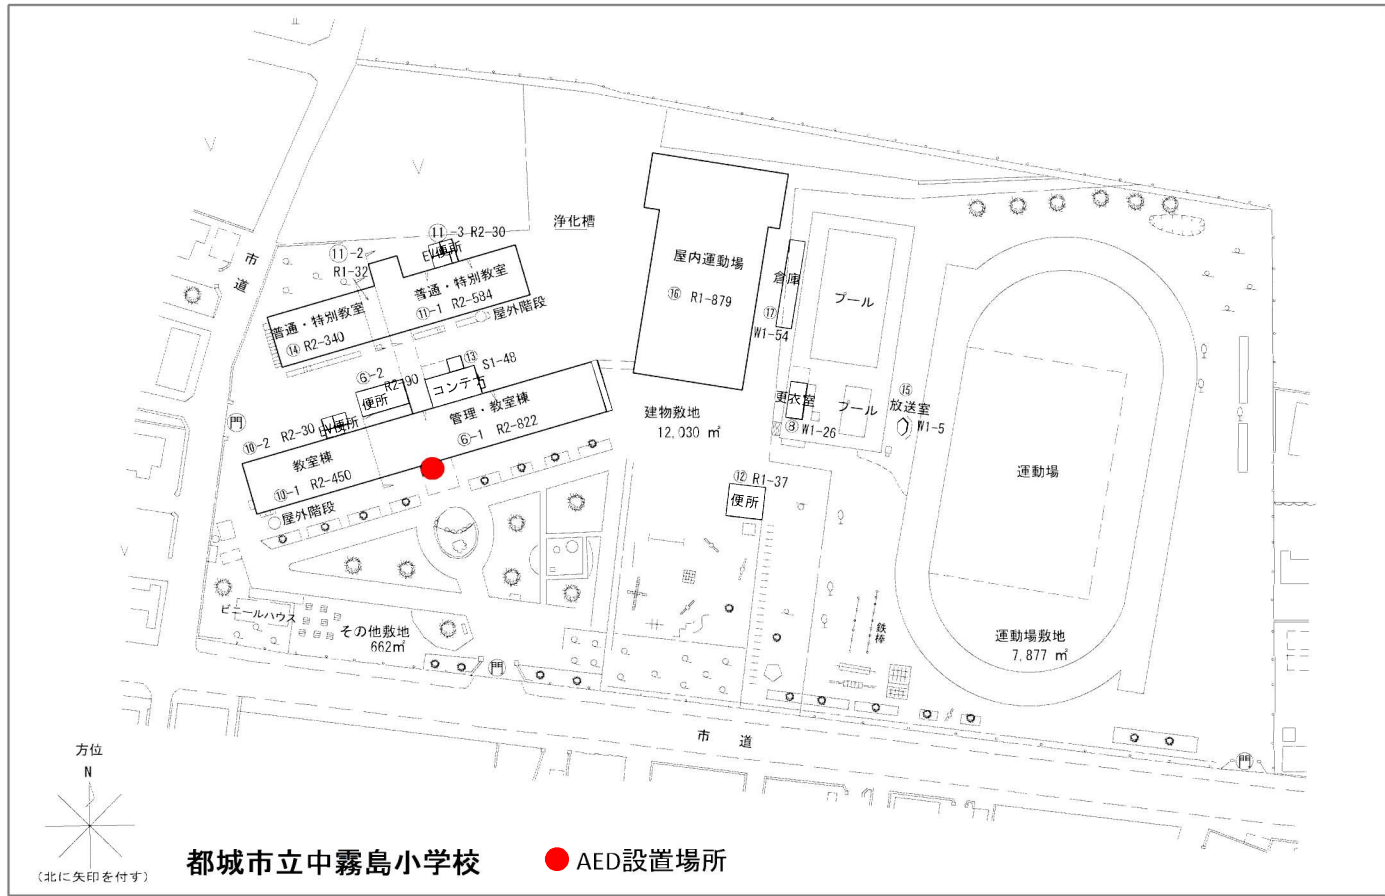 浄化槽
⑪-3 R2-30
EV便所
⑪-2
R1-32
市道
普通・特別教室
⑪-1 R2-584
屋外階段
普通・特別教室
⑭ R2-340
屋内運動場
⑯ R1-879
倉庫
⑰
W1-54
プール
⑬
S1-48
コンテナ
⑥-2
R2-90
便所
管理・教室棟
⑥-1 R2-822
門
⑩-2 R2-30
EV便所
教室棟
⑩-1 R2-450
屋外階段
建物敷地
12,030 ㎡
更衣室
⑧ W1-26
プール
⑮
放送室
W1-5
運動場
⑫ R1-37
便所
ビニールハウス
その他敷地
662㎡
鉄棒
運動場敷地
7,877 ㎡
門
市道
門
方位
N
(北に矢印を付す)
都城市立中霧島小学校
AED設置場所